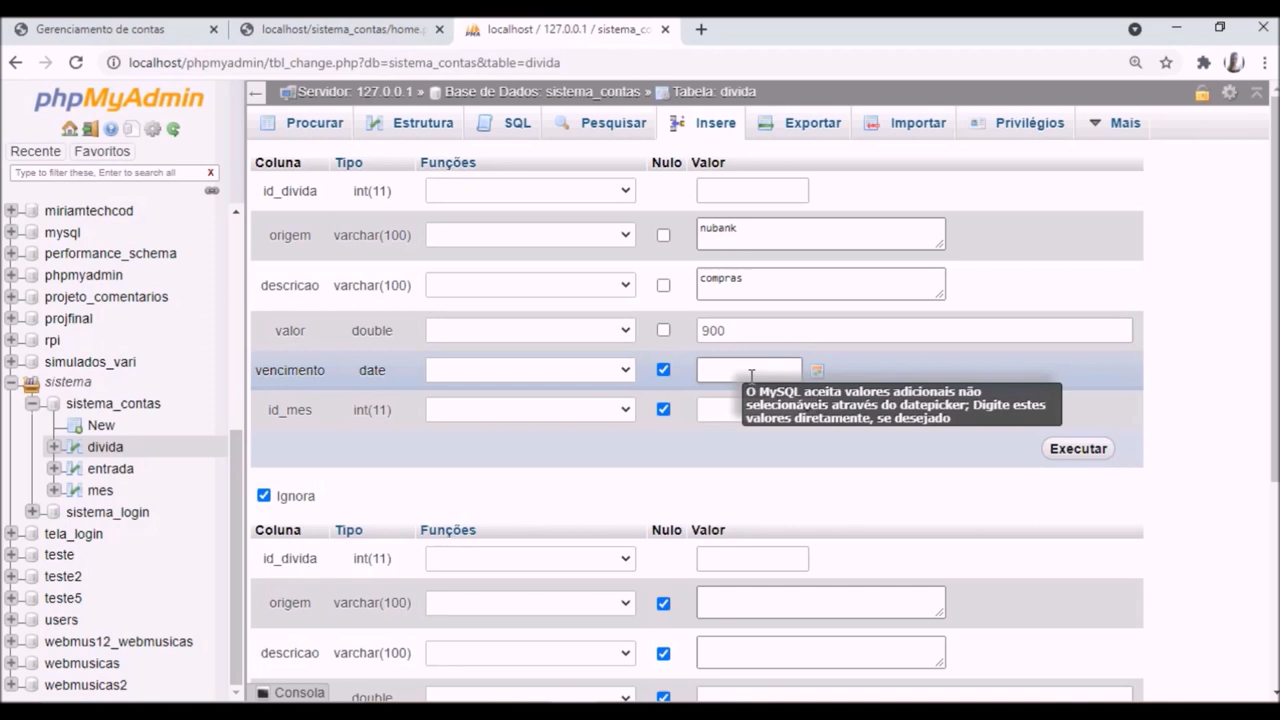 Gerenciamento de contas
localhost/sistema_contas/home.p
localhost / 127.0.0.1 / sistema_co
localhost/phpmyadmin/tbl_change.php?db=sistema_contas&table=divida
phpMyAdmin
Recente Favoritos
Type to filter these, Enter to search all X
miriamtechcod
mysql
performance_schema
phpmyadmin
projeto_comentarios
projfinal
rpi
simulados_vari
sistema
sistema_contas
New
divida
entrada
mes
sistema_login
tela_login
teste
teste2
teste5
users
webmus12_webmusicas
webmusicas
webmusicas2
Servidor: 127.0.0.1 » Base de Dados: sistema_contas » Tabela: divida
Procurar Estrutura SQL Pesquisar Insere Exportar Importar Privilégios Mais
Coluna Tipo Funções Nulo Valor
id_divida int(11)
origem varchar(100) nubank
descricao varchar(100) compras
valor double 900
vencimento date
O MySQL aceita valores adicionais não
selecionáveis através do datepicker; Digite estes
valores diretamente, se desejado
id_mes int(11)
Executar
Ignora
Coluna Tipo Funções Nulo Valor
id_divida int(11)
origem varchar(100)
descricao varchar(100)
double
Consola